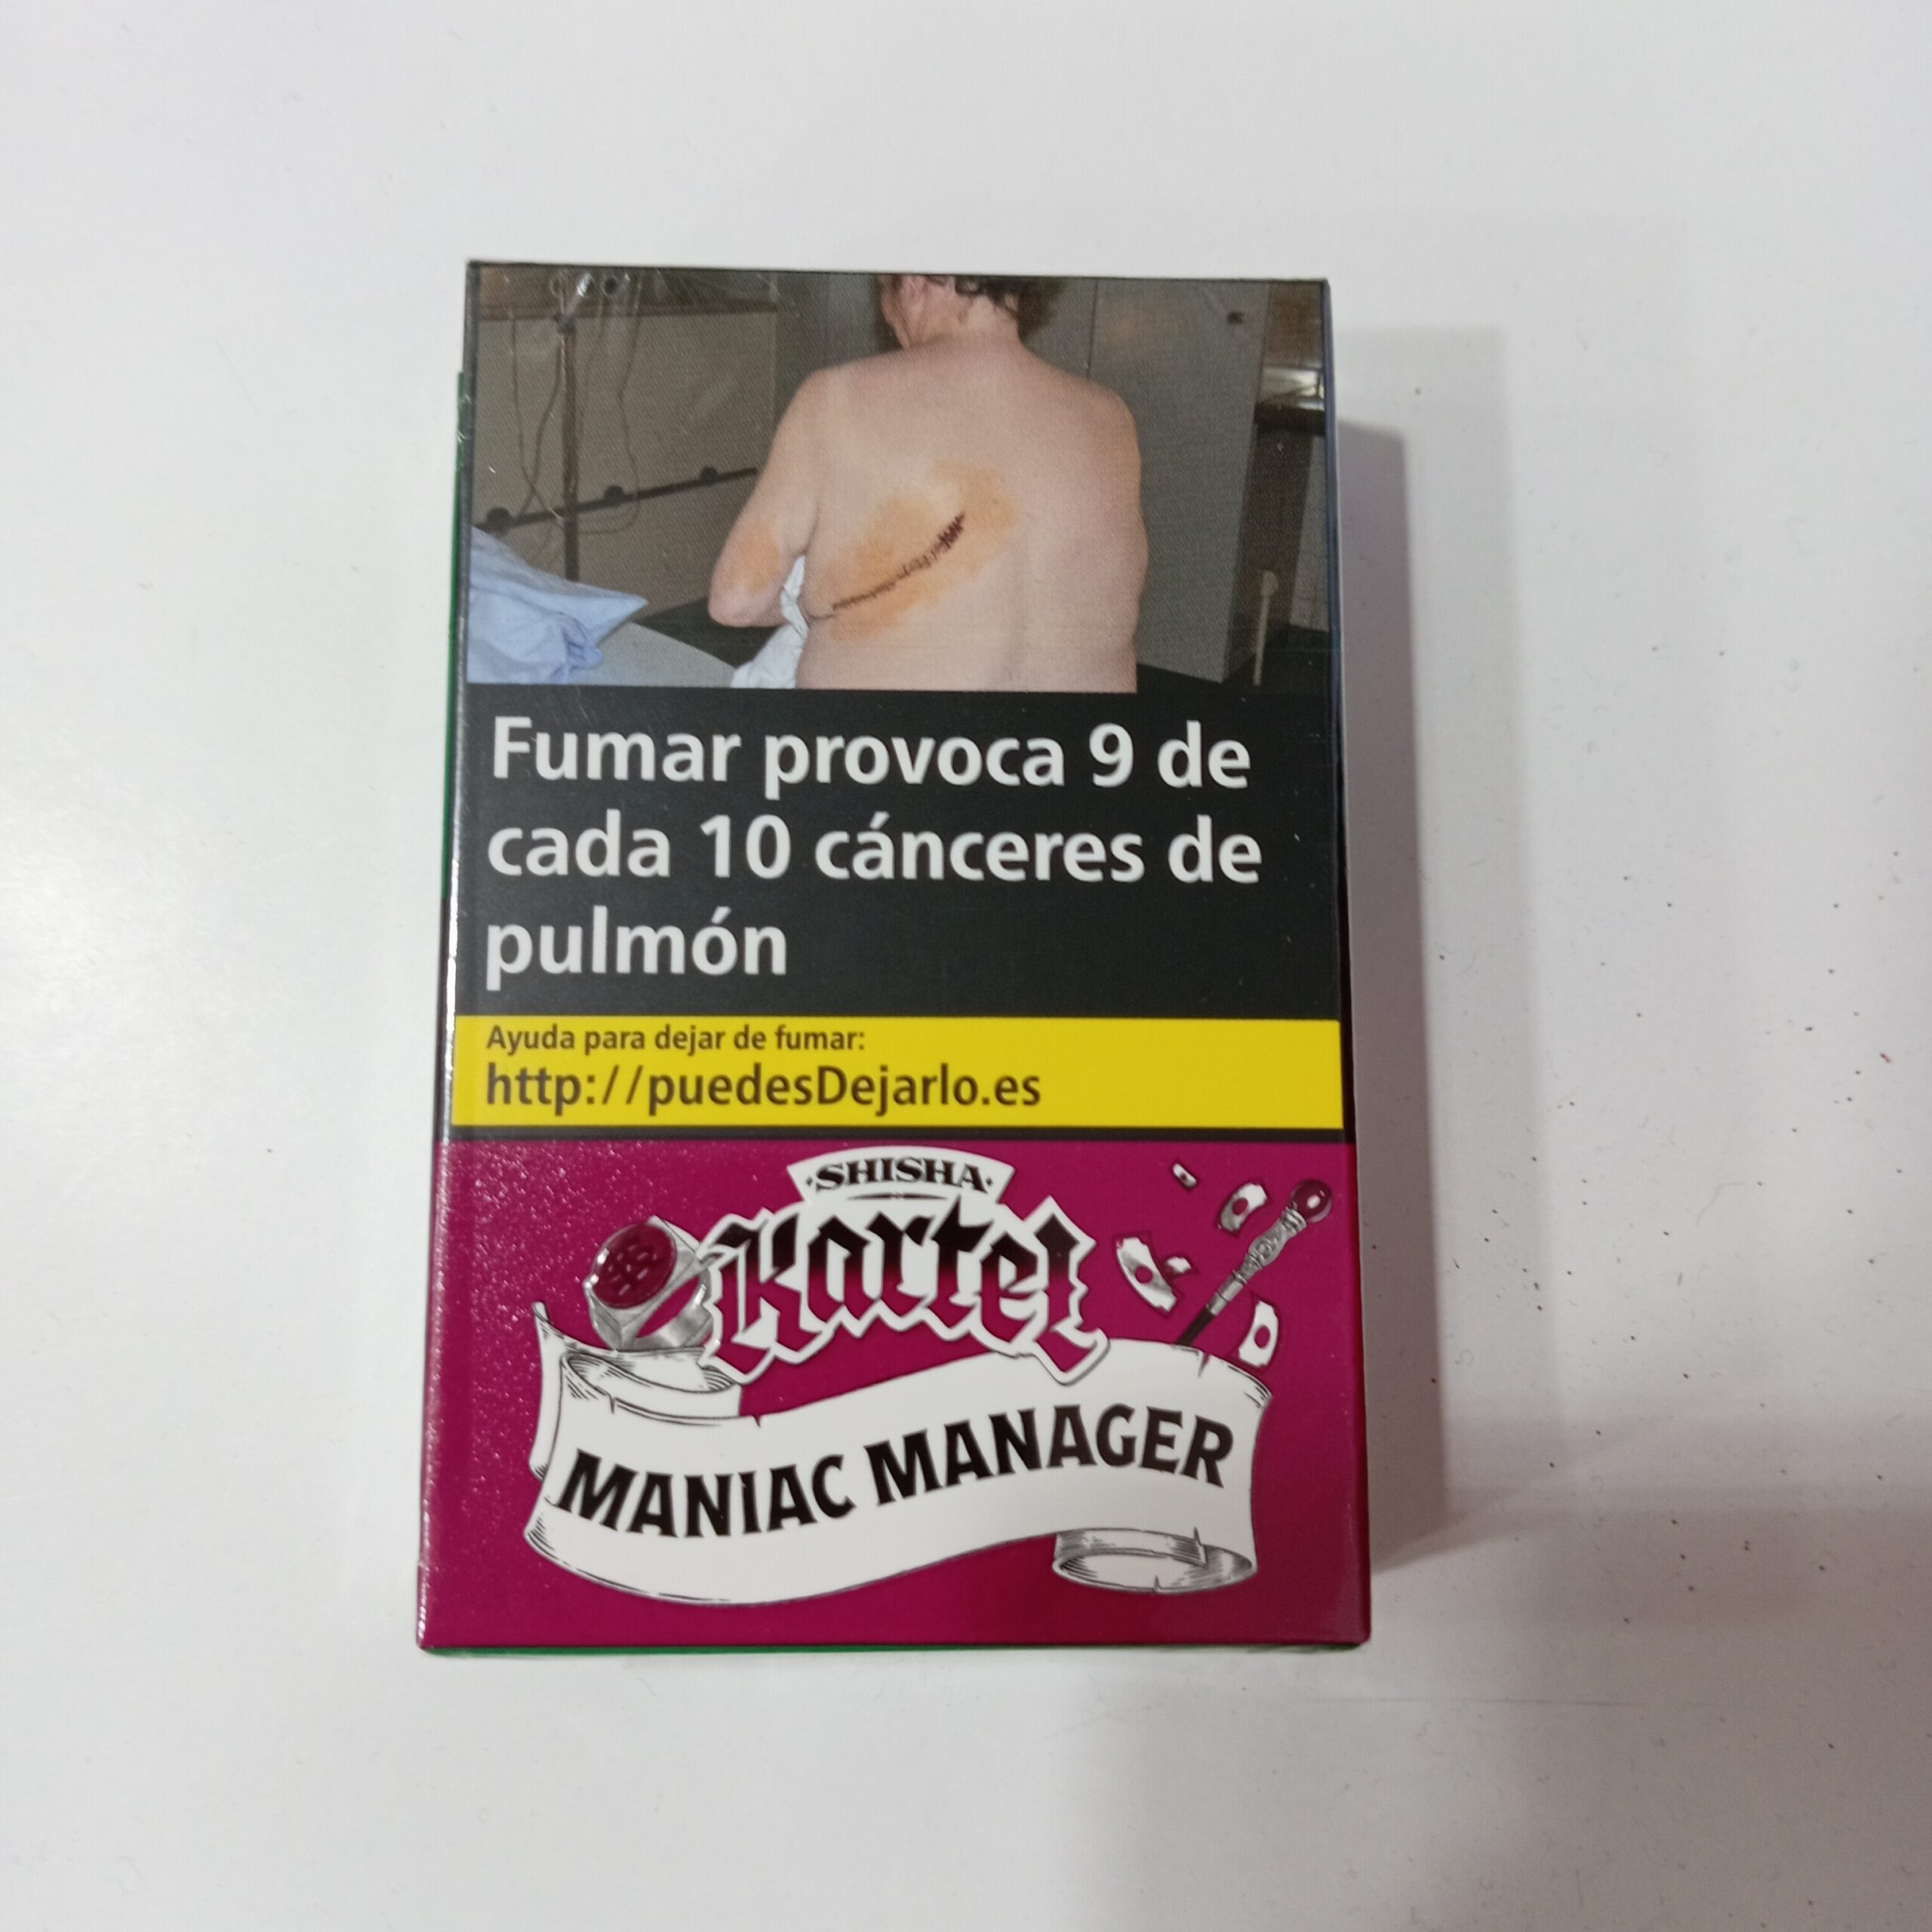 Fumar provoca 9 de
cada 10 cánceres de
pulmón
Ayuda para dejar de fumar:
http://puedesDejarlo.es
·SHISHA·
Kartel
MANIAC MANAGER